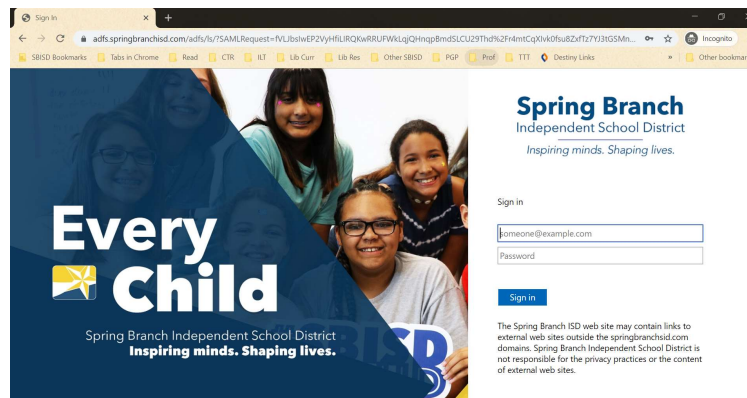 Sign In
adfs.springbranchisd.com/adfs/ls/?SAMLRequest=fVLJbsIwEP2VyHfiLIRQKwRRUFWkLqjQHnqpBmdSLCU29Thd%2Fr4mtCqXIvk0fsu8ZxfTz7YJ3tGSMn...
Incognito
SBISD Bookmarks
Tabs in Chrome
Read
CTR
ILT
Lib Curr
Lib Res
Other SBISD
PGP
Prof
TTT
Destiny Links
»
Other bookmar
Every
Child
Spring Branch Independent School District
Inspiring minds. Shaping lives.
Spring Branch
Independent School District
Inspiring minds. Shaping lives.
Sign in
someone@example.com
Password
Sign in
The Spring Branch ISD web site may contain links to
external web sites outside the springbranchsid.com
domains. Spring Branch Independent School District is
not responsible for the privacy practices or the content
of external web sites.